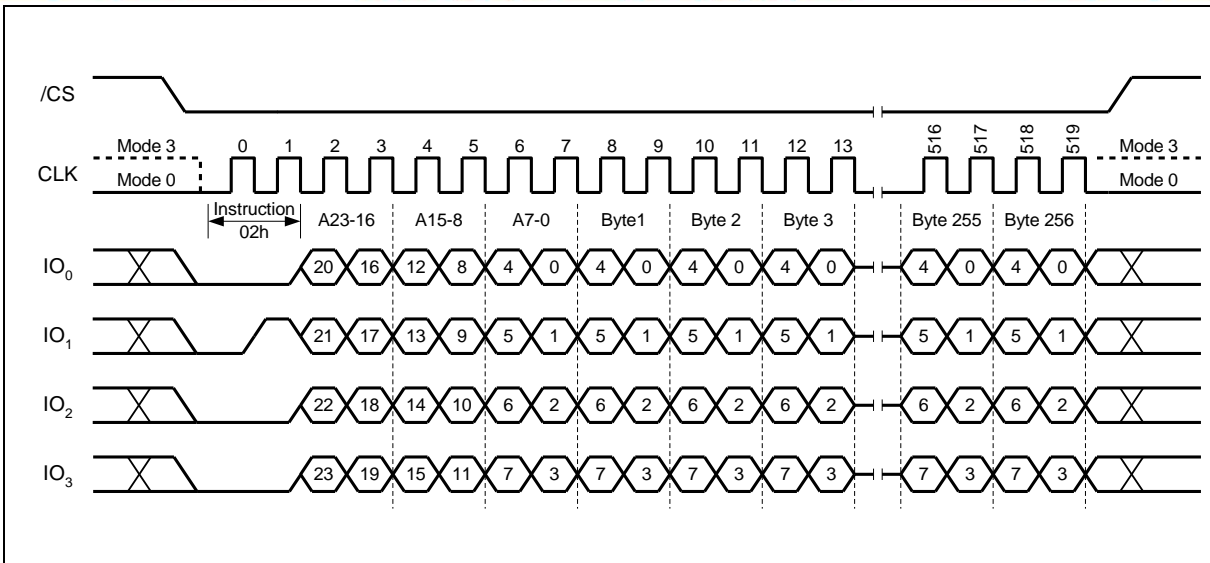 /CS
Mode 3 0 1 2 3 4 5 6 7 8 9 10 11 12 13 516 517 518 519 Mode 3
CLK
Mode 0 Mode 0
Instruction A23-16 A15-8 A7-0 Byte1 Byte 2 Byte 3 Byte 255 Byte 256
02h
IO0 20 16 12 8 4 0 4 0 4 0 4 0 4 0 4 0
IO1 21 17 13 9 5 1 5 1 5 1 5 1 5 1 5 1
IO2 22 18 14 10 6 2 6 2 6 2 6 2 6 2 6 2
IO3 23 19 15 11 7 3 7 3 7 3 7 3 7 3 7 3